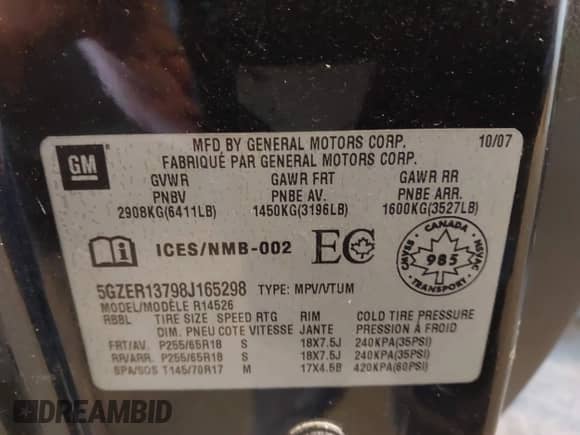 GM
MFD BY GENERAL MOTORS CORP. 10/07
FABRIQUÉ PAR GENERAL MOTORS CORP.
GVWR GAWR FRT GAWR RR
PNBV PNBE AV. PNBE ARR.
2908KG(6411LB) 1450KG(3196LB) 1600KG(3527LB)
i ICES/NMB-002 EC CANADA CMVSS 985 NSVAC TRANSPORT
5GZER13798J165298 TYPE: MPV/VTUM
MODEL/MODÈLE R14526
RBBL TIRE SIZE SPEED RTG RIM COLD TIRE PRESSURE
DIM. PNEU COTE VITESSE JANTE PRESSION À FROID
FRT/AV. P255/65R18 S 18X7.5J 240KPA(35PSI)
RR/ARR. P255/65R18 S 18X7.5J 240KPA(35PSI)
SPA/SOS T145/70R17 M 17X4.5B 420KPA(60PSI)
DREAMBID